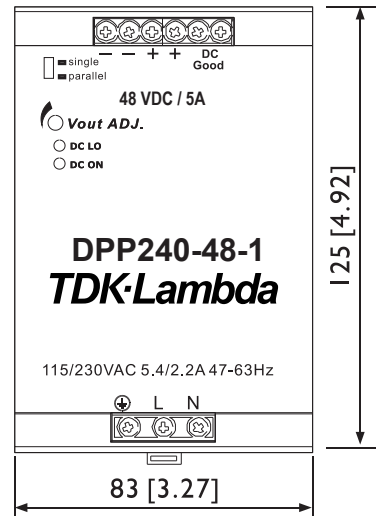 − − + + DC
Good
single
parallel
48 VDC / 5A
Vout ADJ.
DC LO
DC ON
125 [4.92]
DPP240-48-1
TDK·Lambda
115/230VAC 5.4/2.2A 47-63Hz
L N
83 [3.27]